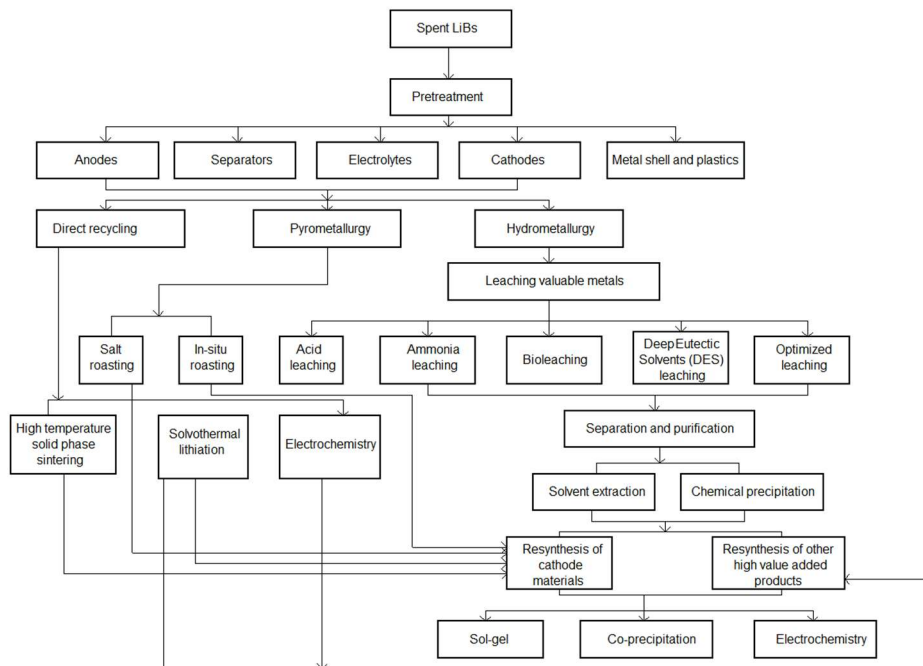 Spent LiBs
Pretreatment
Anodes
Separators
Electrolytes
Cathodes
Metal shell and plastics
Direct recycling
Pyrometallurgy
Hydrometallurgy
Leaching valuable metals
Salt
roasting
In-situ
roasting
Acid
leaching
Ammonia
leaching
Bioleaching
Deep Eutectic
Solvents (DES)
leaching
Optimized
leaching
High temperature
solid phase
sintering
Solvothermal
lithiation
Electrochemistry
Separation and purification
Solvent extraction
Chemical precipitation
Resynthesis of
cathode
materials
Resynthesis of other
high value added
products
Sol-gel
Co-precipitation
Electrochemistry